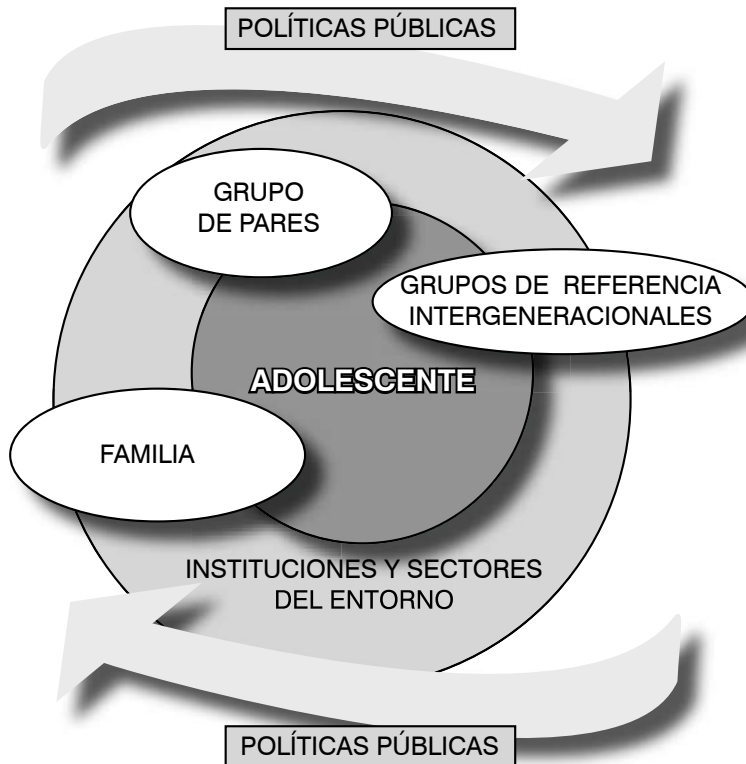 POLÍTICAS PÚBLICAS
GRUPO
DE PARES
GRUPOS DE REFERENCIA
INTERGENERACIONALES
ADOLESCENTE
FAMILIA
INSTITUCIONES Y SECTORES
DEL ENTORNO
POLÍTICAS PÚBLICAS